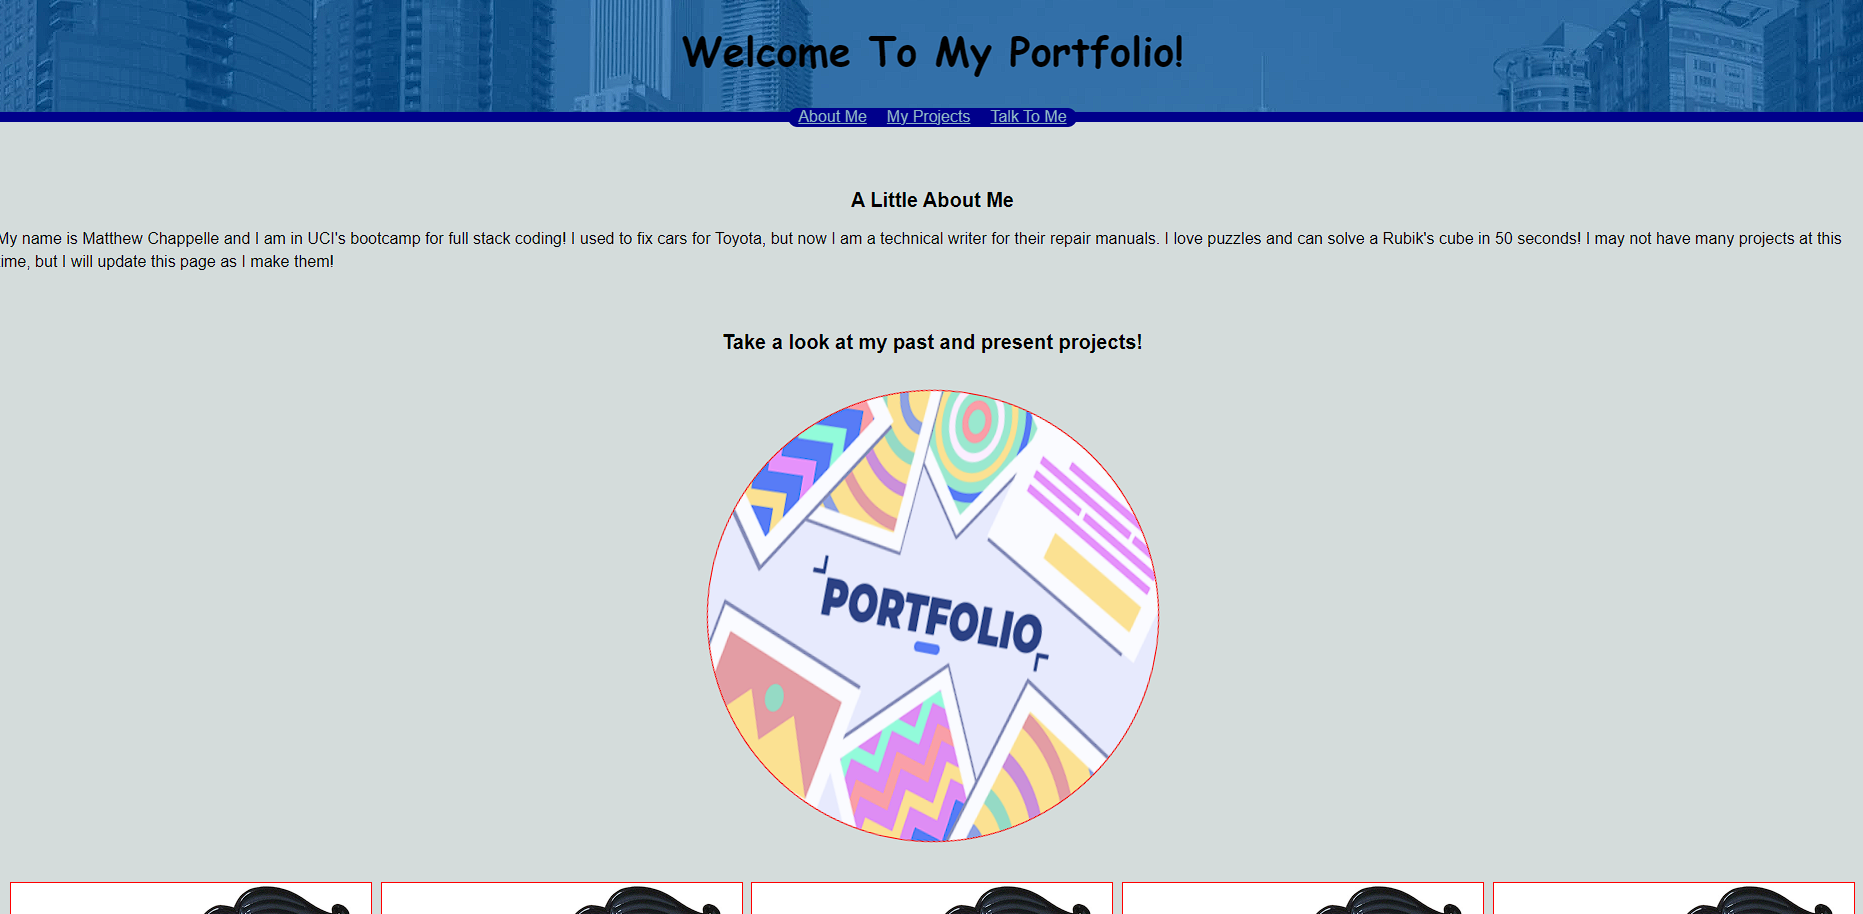 Welcome To My Portfolio!
About Me My Projects Talk To Me
A Little About Me
My name is Matthew Chappelle and I am in UCI's bootcamp for full stack coding! I used to fix cars for Toyota, but now I am a technical writer for their repair manuals. I love puzzles and can solve a Rubik's cube in 50 seconds! I may not have many projects at this
ime, but I will update this page as I make them!
Take a look at my past and present projects!
PORTFOLIO